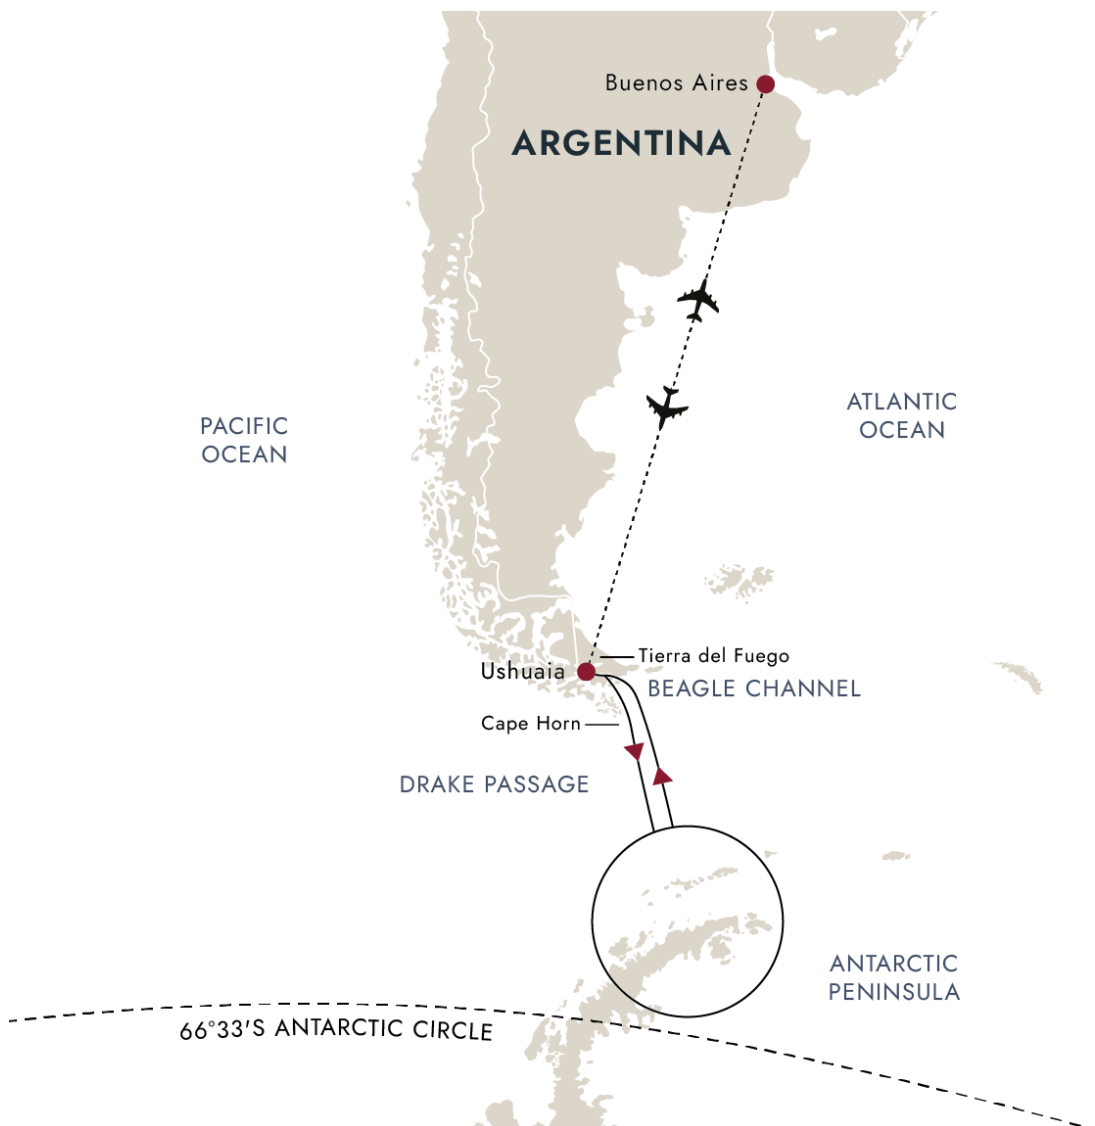 Buenos Aires
ARGENTINA
PACIFIC
OCEAN
ATLANTIC
OCEAN
Tierra del Fuego
Ushuaia
BEAGLE CHANNEL
Cape Horn
DRAKE PASSAGE
ANTARCTIC
PENINSULA
66°33'S ANTARCTIC CIRCLE